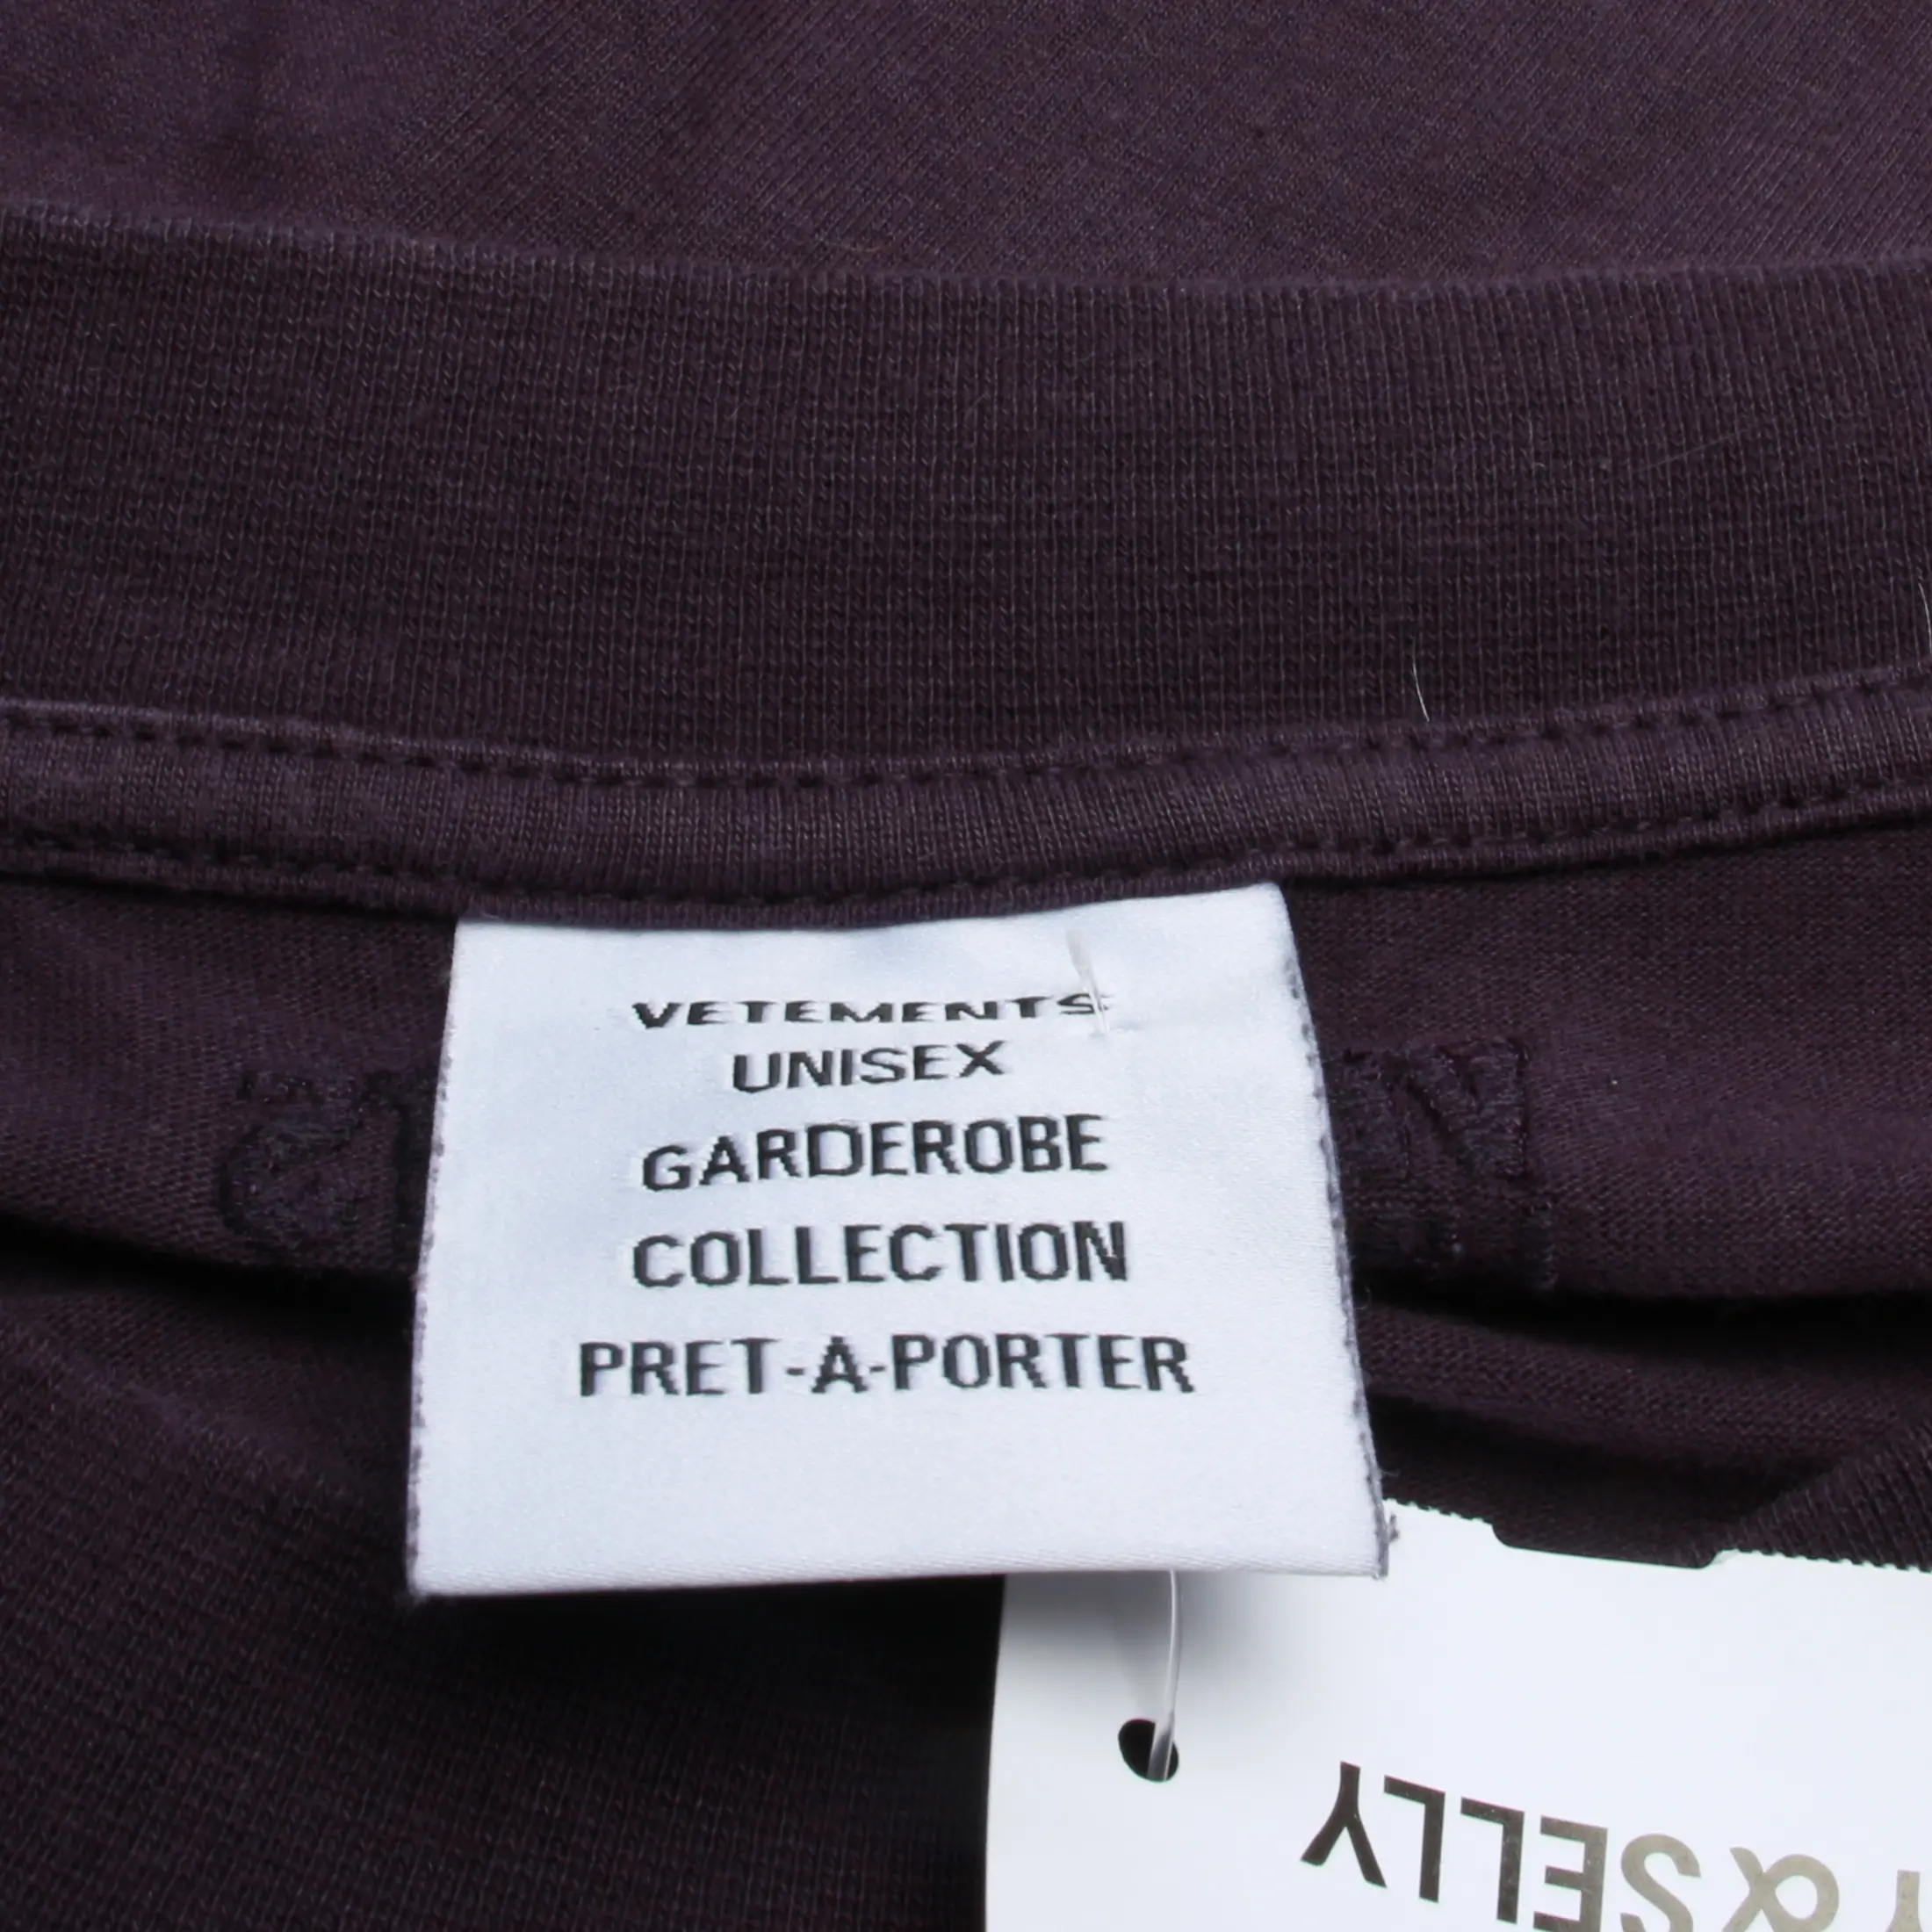 VETEMENTS
UNISEX
GARDEROBE
COLLECTION
PRET-A-PORTER
& SELLY